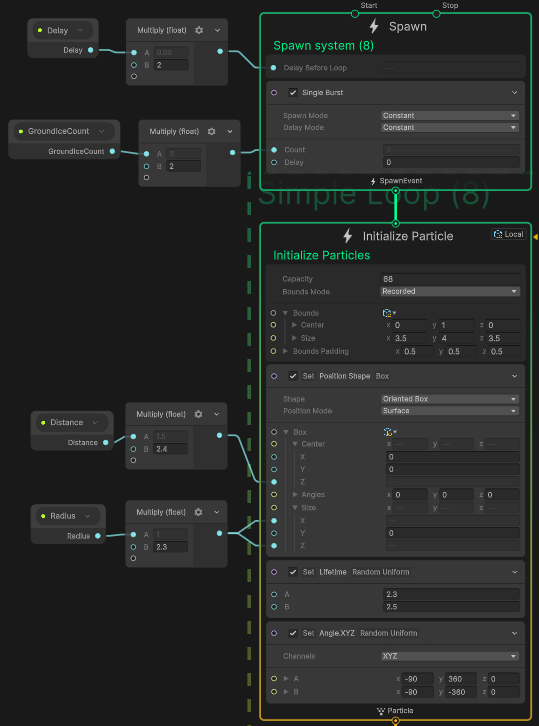 Start Stop
Delay
Delay
Multiply (float)
A 0.05
B 2
Spawn
Spawn system (8)
Delay Before Loop
Single Burst
Spawn Mode Constant
Delay Mode Constant
Count
Delay 0
SpawnEvent
GroundIceCount
GroundIceCount
Multiply (float)
A
B 2
Simple Loop (8)
Initialize Particle
Local
Initialize Particles
Capacity 68
Bounds Mode Recorded
Bounds
Center x 0 y 1 z 0
Size x 3.5 y 4 z 3.5
Bounds Padding x 0.5 y 0.5 z 0.5
Set Position Shape Box
Shape Oriented Box
Position Mode Surface
Box
Center x — y — z —
X 0
Y 0
Z
Angles x 0 y 0 z 0
Size x — y — z —
X
Y 0
Z
Distance
Distance
Multiply (float)
A 1.5
B 2.4
Radius
Radius
Multiply (float)
A 1
B 2.3
Set Lifetime Random Uniform
A 2.3
B 2.5
Set Angle.XYZ Random Uniform
Channels XYZ
A x -90 y 360 z 0
B x -90 y -360 z 0
Particle